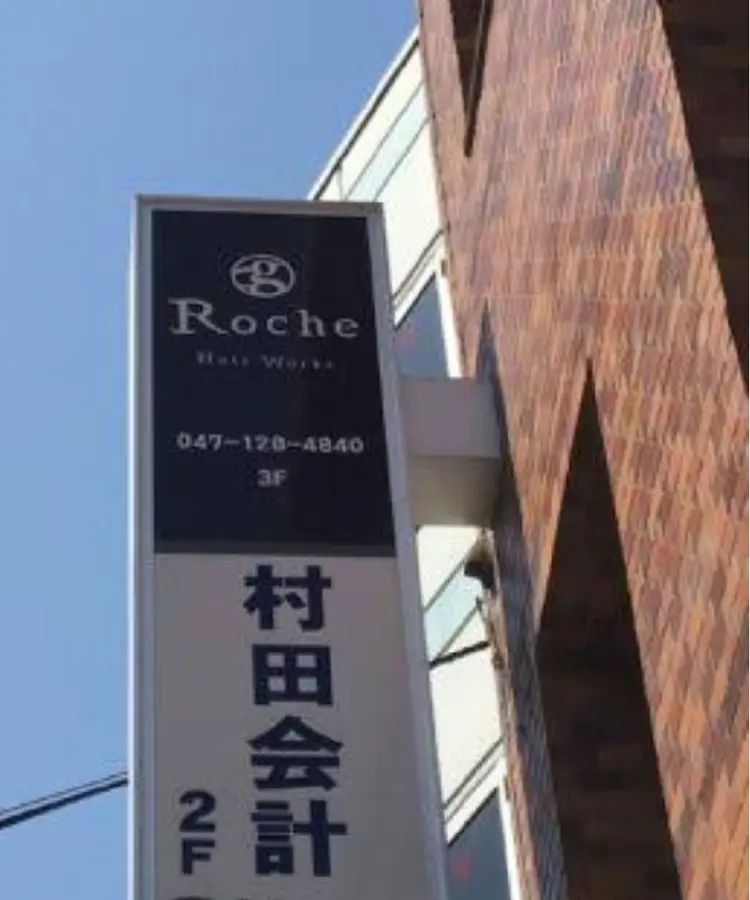 g
Roche
Hair Works
047-128-4840
3F
村田会計
2F